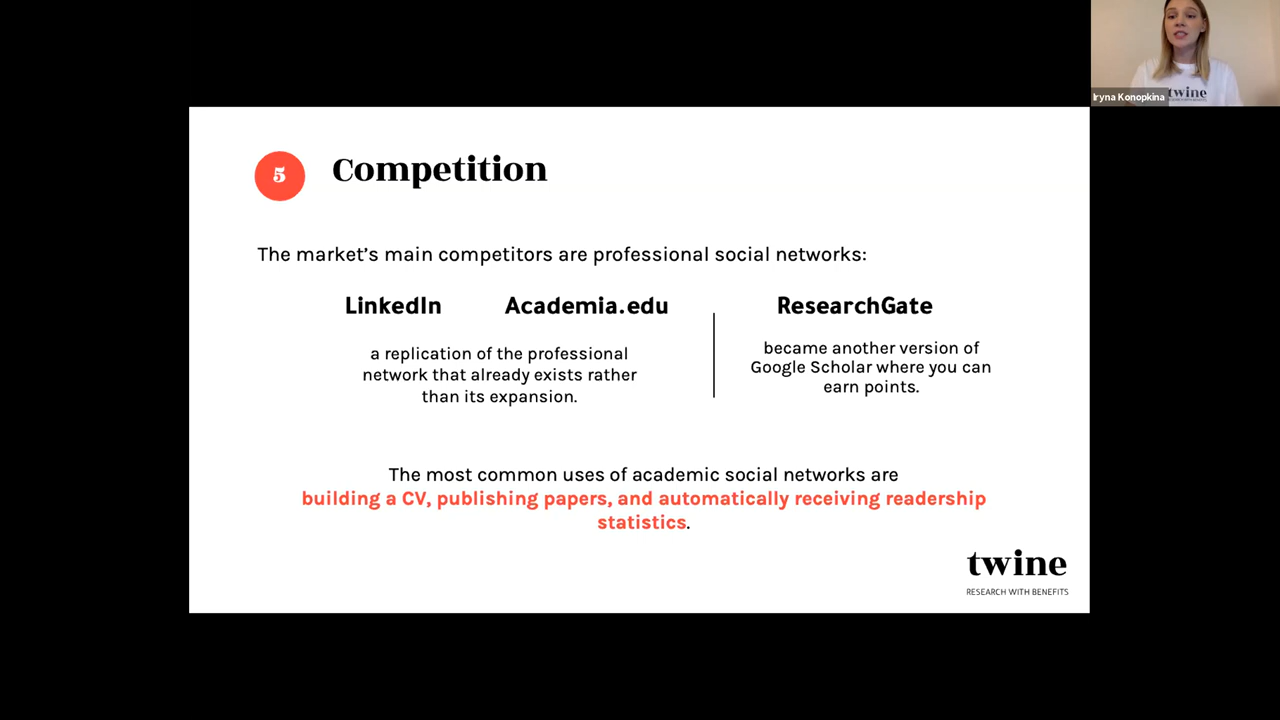 Iryna Konopkina
twine
5
Competition
The market's main competitors are professional social networks:
LinkedIn
Academia.edu
a replication of the professional
network that already exists rather
than its expansion.
ResearchGate
became another version of
Google Scholar where you can
earn points.
The most common uses of academic social networks are
building a CV, publishing papers, and automatically receiving readership
statistics.
twine
RESEARCH WITH BENEFITS